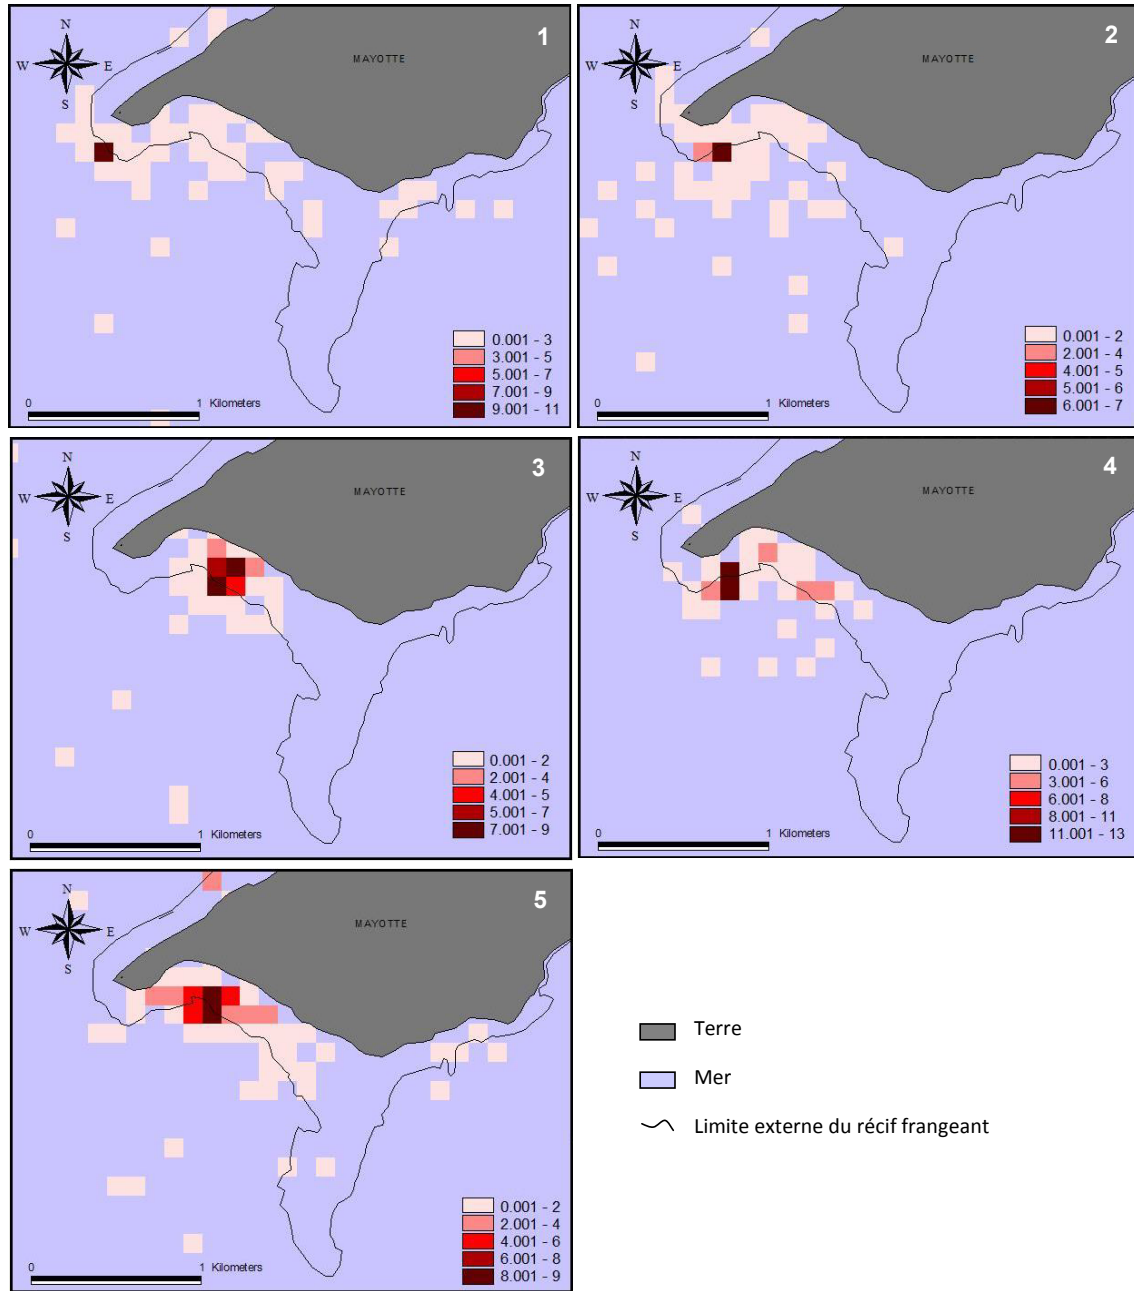 1
N
W E
S
MAYOTTE
0.001 - 3
3.001 - 5
5.001 - 7
7.001 - 9
9.001 - 11
0 1 Kilometers
2
N
W E
S
MAYOTTE
0.001 - 2
2.001 - 4
4.001 - 5
5.001 - 6
6.001 - 7
0 1 Kilometers
3
N
W E
S
MAYOTTE
0.001 - 2
2.001 - 4
4.001 - 5
5.001 - 7
7.001 - 9
0 1 Kilometers
4
N
W E
S
MAYOTTE
0.001 - 3
3.001 - 6
6.001 - 8
8.001 - 11
11.001 - 13
0 1 Kilometers
5
N
W E
S
MAYOTTE
0.001 - 2
2.001 - 4
4.001 - 6
6.001 - 8
8.001 - 9
0 1 Kilometers
Terre
Mer
Limite externe du récif frangeant